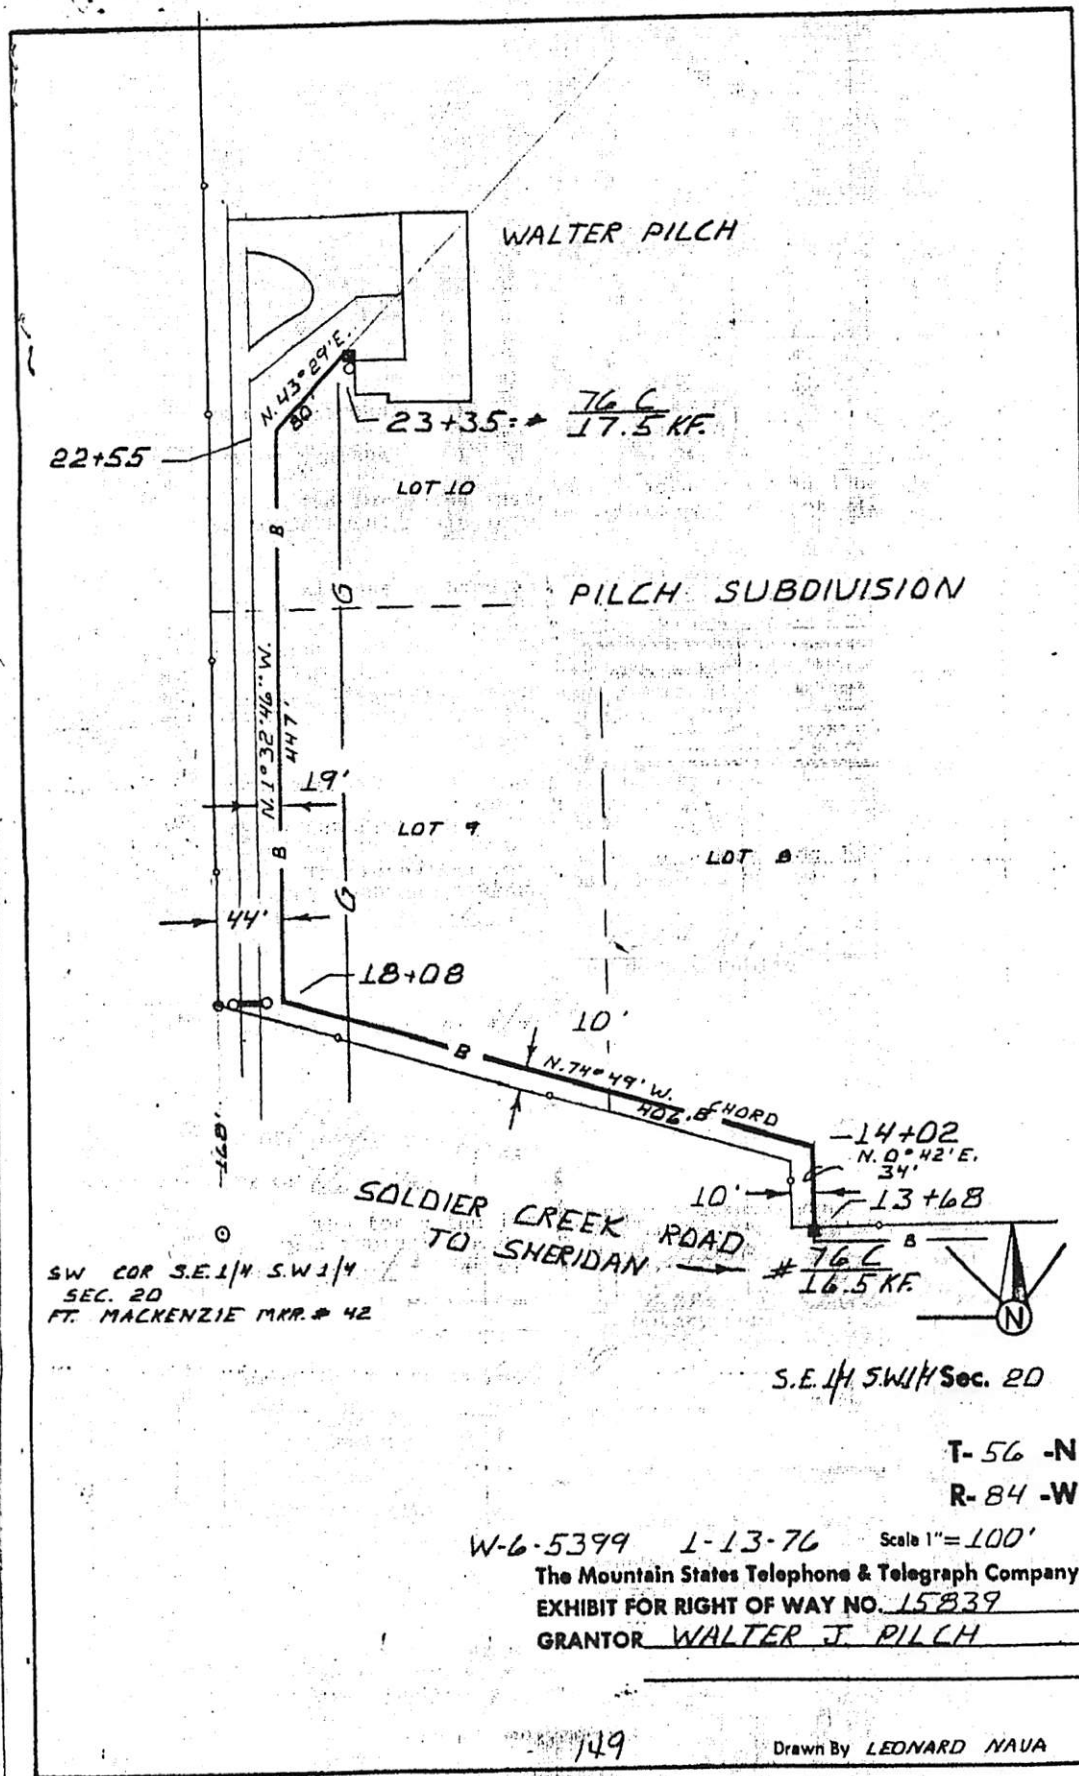 WALTER PILCH
N. 43° 29' E.
80'
23+35 = # 76 C
17.5 KF.
22+55
LOT 10
B
G
PILCH SUBDIVISION
N. 1° 32' 46" W.
447'
19'
LOT 9
LOT 8
B
G
44'
18+08
10'
B
N. 74° 49' W.
406.8' CHORD
14+02
N. 0° 42' E.
34'
10'
13+68
168'
SOLDIER CREEK ROAD
TO SHERIDAN
B
# 76 C
16.5 KF.
SW COR S.E. 1/4 S.W 1/4
SEC. 20
FT. MACKENZIE MKR. # 42
N
S.E. 1/4 S.W 1/4 Sec. 20
T- 56 -N
R- 84 -W
W-6-5399 1-13-76 Scale 1"= 100'
The Mountain States Telephone & Telegraph Company
EXHIBIT FOR RIGHT OF WAY NO. 15839
GRANTOR WALTER J. PILCH
149
Drawn By LEONARD NAVA